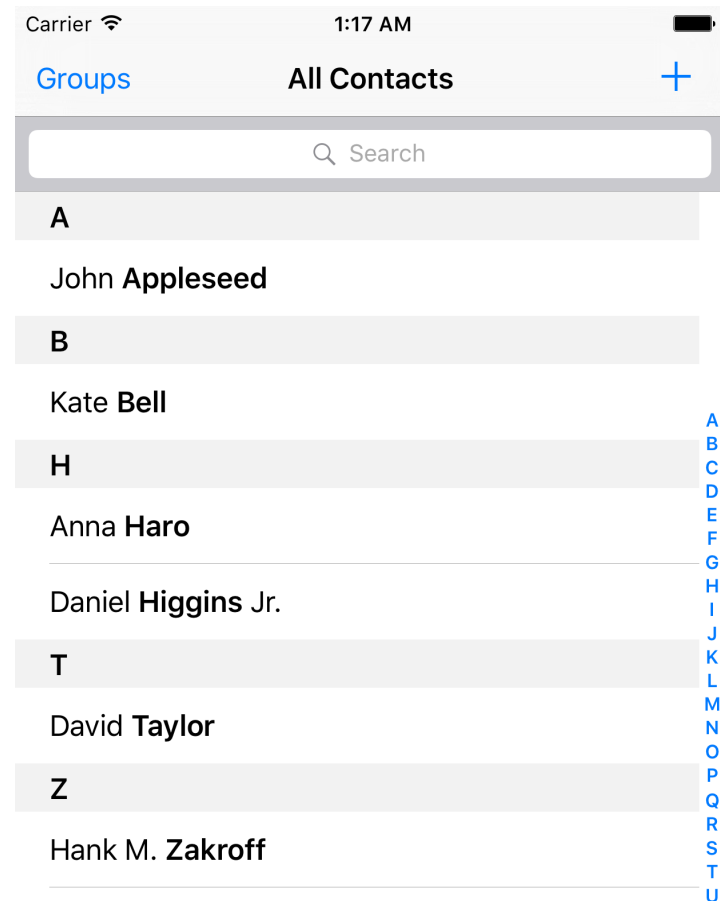 Carrier 1:17 AM
Groups All Contacts +
Search
A
John Appleseed
B
Kate Bell
H
Anna Haro
Daniel Higgins Jr.
T
David Taylor
Z
Hank M. Zakroff
A
B
C
D
E
F
G
H
I
J
K
L
M
N
O
P
Q
R
S
T
U